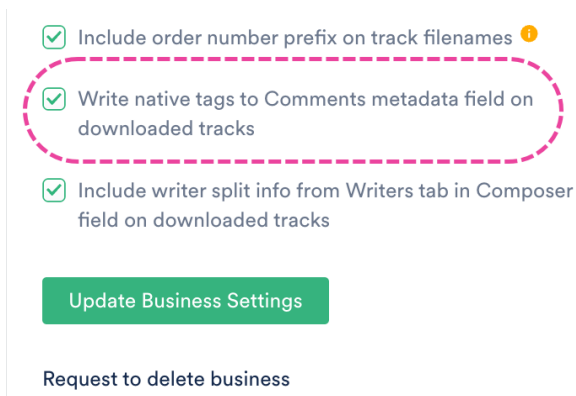 Include order number prefix on track filenames
Write native tags to Comments metadata field on
downloaded tracks
Include writer split info from Writers tab in Composer
field on downloaded tracks
Update Business Settings
Request to delete business